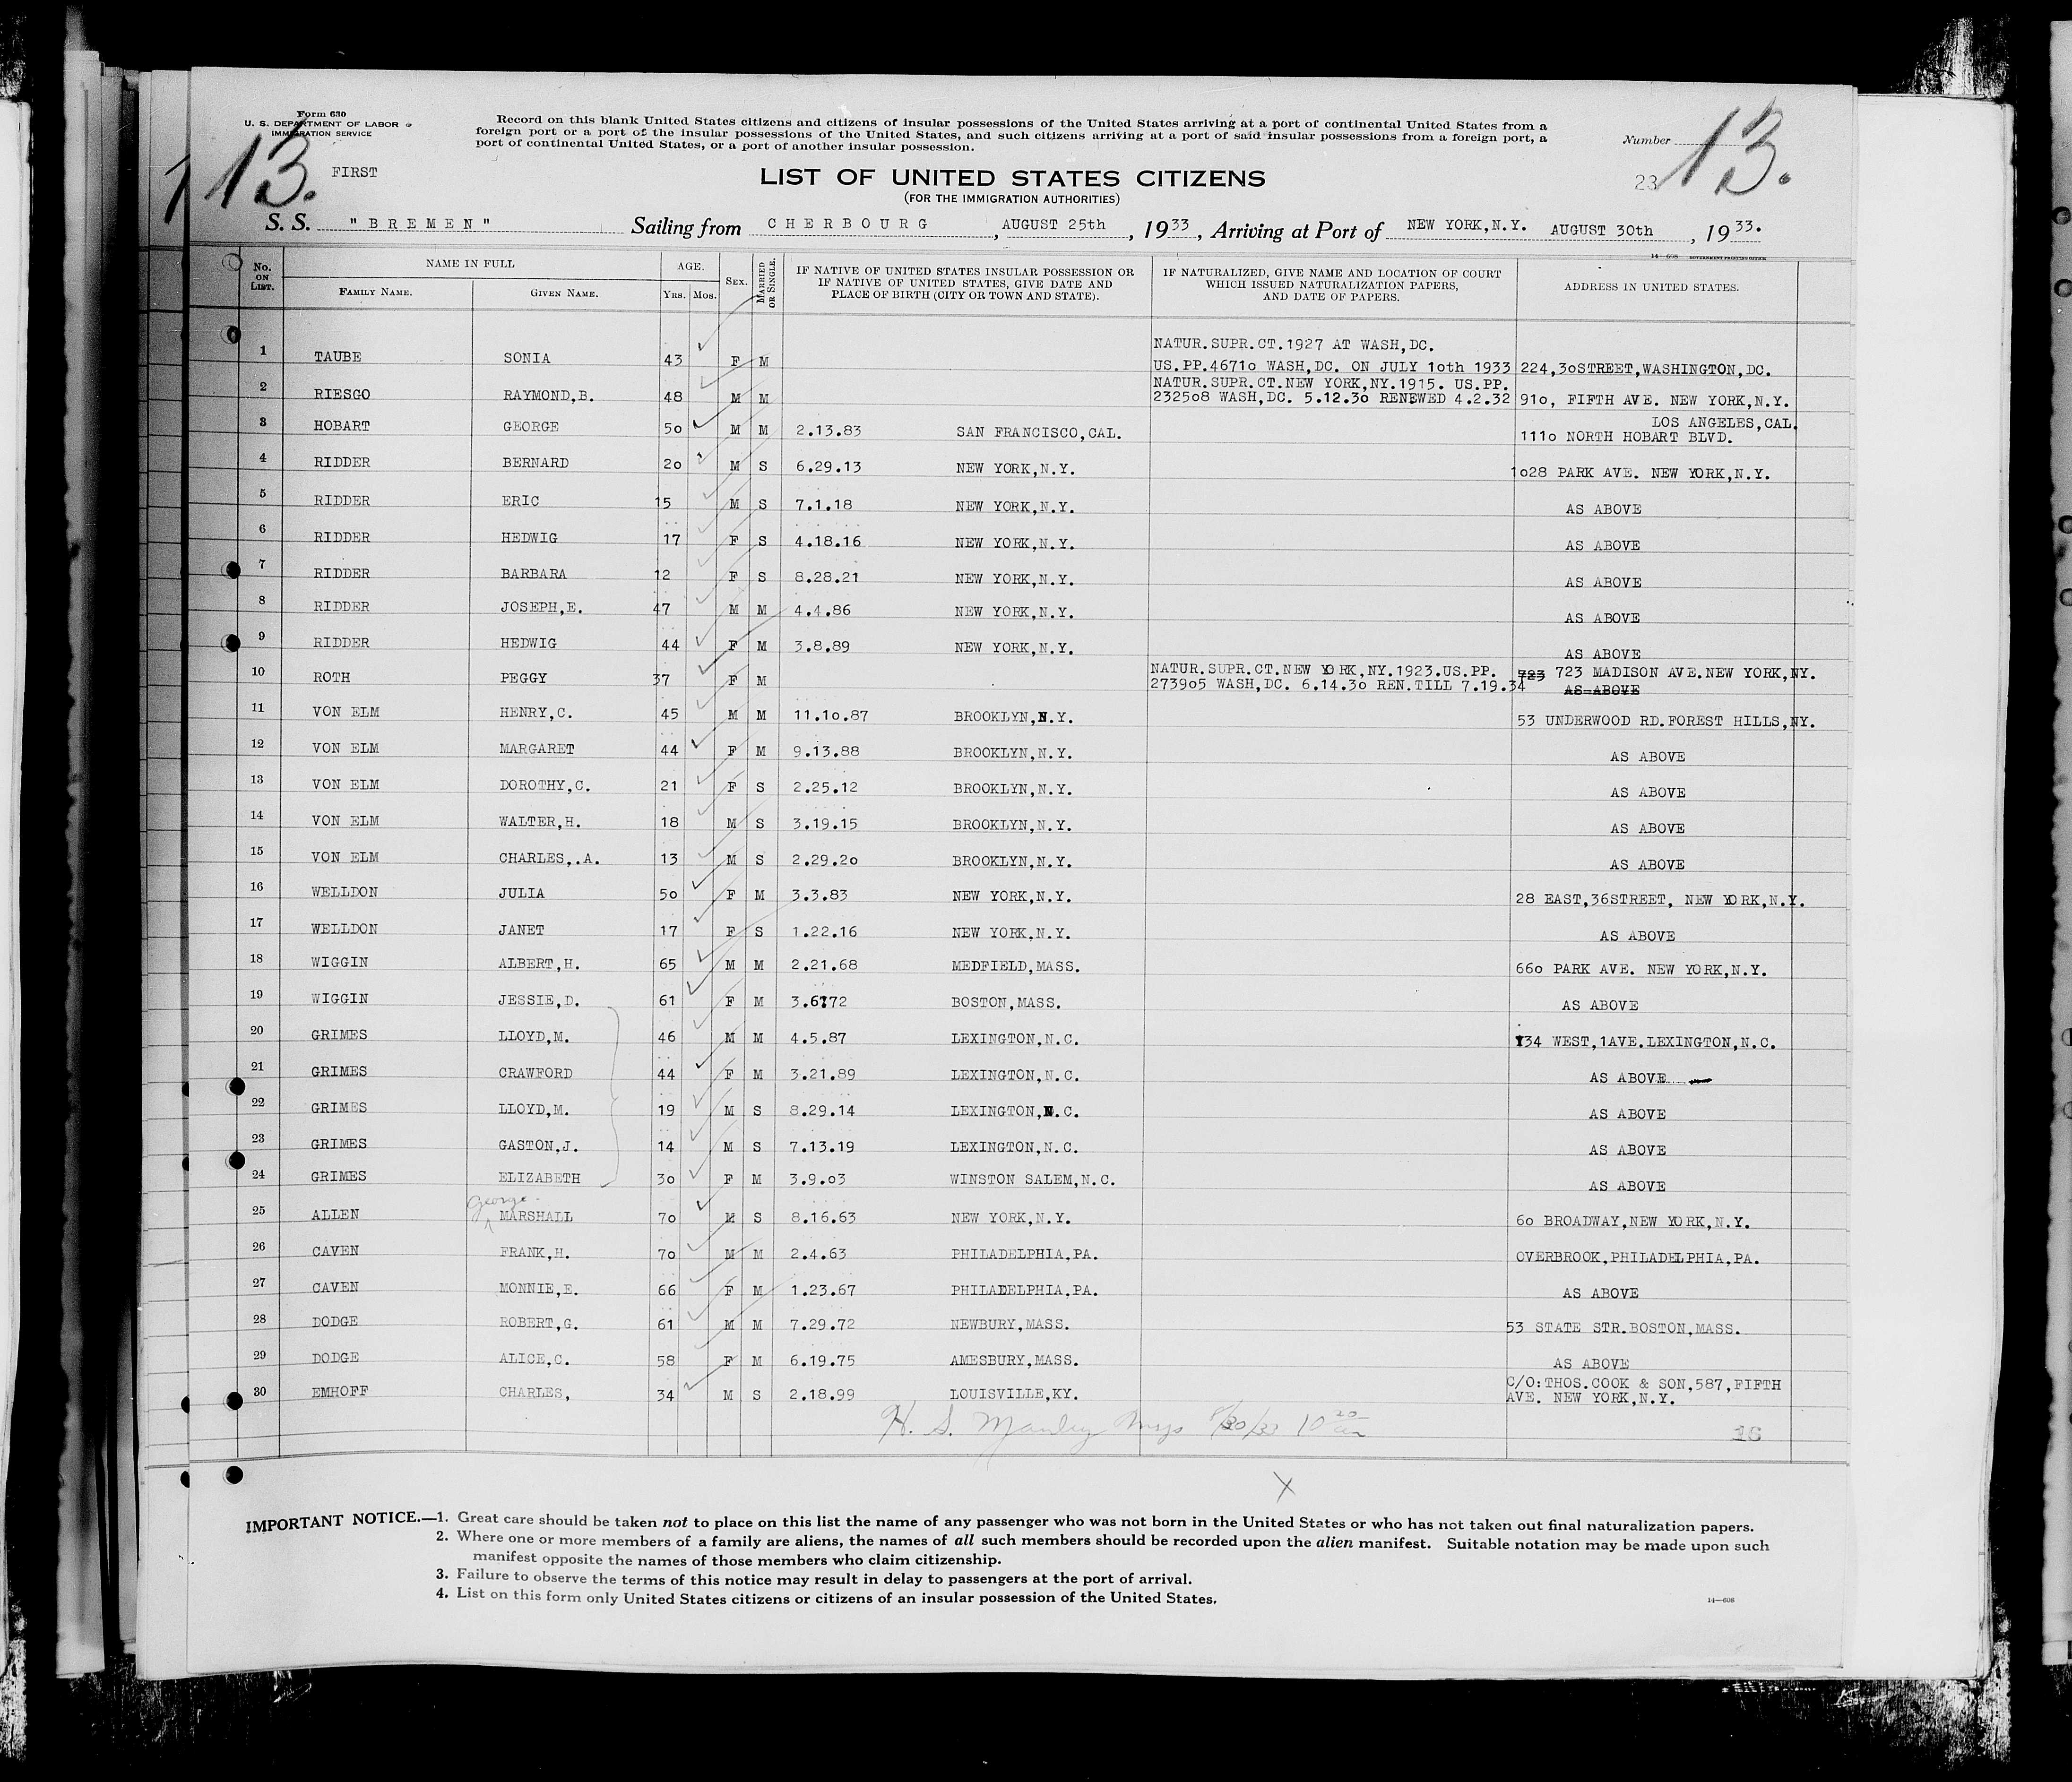 Form 630
U. S. DEPARTMENT OF LABOR
IMMIGRATION SERVICE
Record on this blank United States citizens and citizens of insular possessions of the United States arriving at a port of continental United States from a
foreign port or a port of the insular possessions of the United States, and such citizens arriving at a port of said insular possessions from a foreign port, a
port of continental United States, or a port of another insular possession.
Number
13.
13.
FIRST
23
LIST OF UNITED STATES CITIZENS
(FOR THE IMMIGRATION AUTHORITIES)
S. S. "BREMEN" Sailing from CHERBOURG, AUGUST 25th, 1933, Arriving at Port of NEW YORK,N.Y. AUGUST 30th, 1933.
14—608 GOVERNMENT PRINTING OFFICE
No. ON LIST. NAME IN FULL FAMILY NAME. GIVEN NAME. AGE. YRS. MOS. SEX. MARRIED OR SINGLE. IF NATIVE OF UNITED STATES INSULAR POSSESSION OR IF NATIVE OF UNITED STATES, GIVE DATE AND PLACE OF BIRTH (CITY OR TOWN AND STATE). IF NATURALIZED, GIVE NAME AND LOCATION OF COURT WHICH ISSUED NATURALIZATION PAPERS, AND DATE OF PAPERS. ADDRESS IN UNITED STATES.
NATUR.SUPR.CT.1927 AT WASH,DC.
1 TAUBE SONIA 43 F M US.PP.4671o WASH,DC. ON JULY 1oth 1933 224,3oSTREET,WASHINGTON,DC.
NATUR.SUPR.CT.NEW YORK,NY.1915. US.PP.
2 RIESGO RAYMOND,B. 48 M M 2325o8 WASH,DC. 5.12.3o RENEWED 4.2.32 91o, FIFTH AVE. NEW YORK,N.Y.
LOS ANGELES,CAL.
3 HOBART GEORGE 5o M M 2.13.83 SAN FRANCISCO,CAL. 111o NORTH HOBART BLVD.
4 RIDDER BERNARD 2o M S 6.29.13 NEW YORK,N.Y. 1o28 PARK AVE. NEW YORK,N.Y.
5 RIDDER ERIC 15 M S 7.1.18 NEW YORK,N.Y. AS ABOVE
6 RIDDER HEDWIG 17 F S 4.18.16 NEW YORK,N.Y. AS ABOVE
7 RIDDER BARBARA 12 F S 8.28.21 NEW YORK,N.Y. AS ABOVE
8 RIDDER JOSEPH,E. 47 M M 4.4.86 NEW YORK,N.Y. AS ABOVE
9 RIDDER HEDWIG 44 F M 3.8.89 NEW YORK,N.Y. AS ABOVE
NATUR.SUPR.CT.NEW YORK,NY.1923.US.PP. 723 723 MADISON AVE.NEW YORK,NY.
10 ROTH PEGGY 37 F M 2739o5 WASH,DC. 6.14.3o REN.TILL 7.19.34 AS ABOVE
11 VON ELM HENRY,C. 45 M M 11.1o.87 BROOKLYN,N.Y. 53 UNDERWOOD RD.FOREST HILLS,NY.
12 VON ELM MARGARET 44 F M 9.13.88 BROOKLYN,N.Y. AS ABOVE
13 VON ELM DOROTHY,C. 21 F S 2.25.12 BROOKLYN,N.Y. AS ABOVE
14 VON ELM WALTER,H. 18 M S 3.19.15 BROOKLYN,N.Y. AS ABOVE
15 VON ELM CHARLES,.A. 13 M S 2.29.2o BROOKLYN,N.Y. AS ABOVE
16 WELLDON JULIA 5o F M 3.3.83 NEW YORK,N.Y. 28 EAST,36STREET, NEW YORK,N.Y.
17 WELLDON JANET 17 F S 1.22.16 NEW YORK,N.Y. AS ABOVE
18 WIGGIN ALBERT,H. 65 M M 2.21.68 MEDFIELD,MASS. 66o PARK AVE. NEW YORK,N.Y.
19 WIGGIN JESSIE,D. 61 F M BOSTON,MASS. AS ABOVE
20 GRIMES LLOYD,M. 46 M M 4.5.87 LEXINGTON,N.C. 134 WEST,1AVE.LEXINGTON,N.C.
21 GRIMES CRAWFORD 44 F M 3.21.89 LEXINGTON,N.C. AS ABOVE
22 GRIMES LLOYD,M. 19 M S 8.29.14 LEXINGTON,N.C. AS ABOVE
23 GRIMES GASTON,J. 14 M S 7.13.19 LEXINGTON,N.C. AS ABOVE
24 GRIMES ELIZABETH 3o F M 3.9.o3 WINSTON SALEM,N.C. AS ABOVE
George
25 ALLEN MARSHALL 7o M S 8.16.63 NEW YORK,N.Y. 6o BROADWAY,NEW YORK,N.Y.
26 CAVEN FRANK,H. 7o M M 2.4.63 PHILADELPHIA,PA. OVERBROOK,PHILADELPHIA,PA.
27 CAVEN MONNIE,E. 66 F M 1.23.67 PHILADELPHIA,PA. AS ABOVE
28 DODGE ROBERT,G. 61 M M 7.29.72 NEWBURY,MASS. 53 STATE STR.BOSTON,MASS.
29 DODGE ALICE,C. 58 F M 6.19.75 AMESBURY,MASS. AS ABOVE
C/O:THOS.COOK & SON,587,FIFTH
30 EMHOFF CHARLES, 34 M S 2.18.99 LOUISVILLE,KY. AVE. NEW YORK,N.Y.
H. S. Manley 8/30/33 10 20
X
IMPORTANT NOTICE.—1. Great care should be taken not to place on this list the name of any passenger who was not born in the United States or who has not taken out final naturalization papers.
2. Where one or more members of a family are aliens, the names of all such members should be recorded upon the alien manifest. Suitable notation may be made upon such
manifest opposite the names of those members who claim citizenship.
3. Failure to observe the terms of this notice may result in delay to passengers at the port of arrival.
4. List on this form only United States citizens or citizens of an insular possession of the United States.
14—608